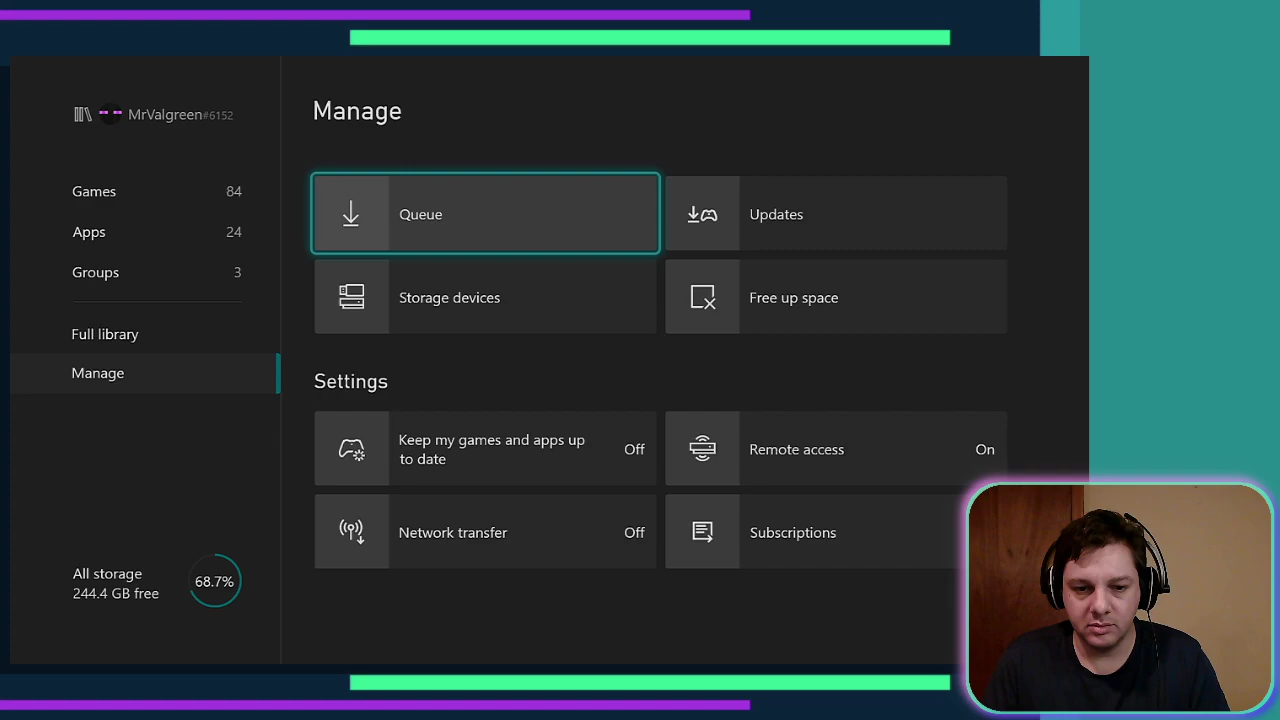 MrValgreen#6152
Games 84
Apps 24
Groups 3
Full library
Manage
All storage
244.4 GB free
68.7%
Manage
Queue
Updates
Storage devices
Free up space
Settings
Keep my games and apps up
to date
Off
Remote access
On
Network transfer
Off
Subscriptions